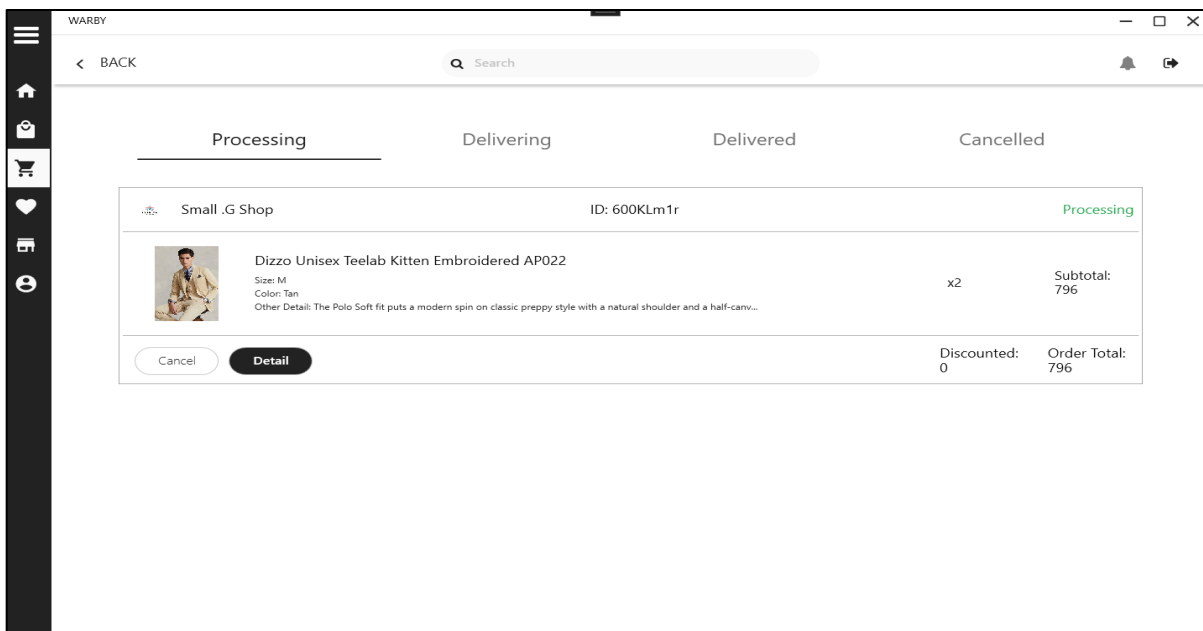 WARBY
BACK
Search
Processing Delivering Delivered Cancelled
Small .G Shop ID: 600KLm1r Processing
Dizzo Unisex Teelab Kitten Embroidered AP022
Size: M
Color: Tan
Other Detail: The Polo Soft fit puts a modern spin on classic preppy style with a natural shoulder and a half-canv...
x2
Subtotal:
796
Cancel Detail
Discounted:
0
Order Total:
796